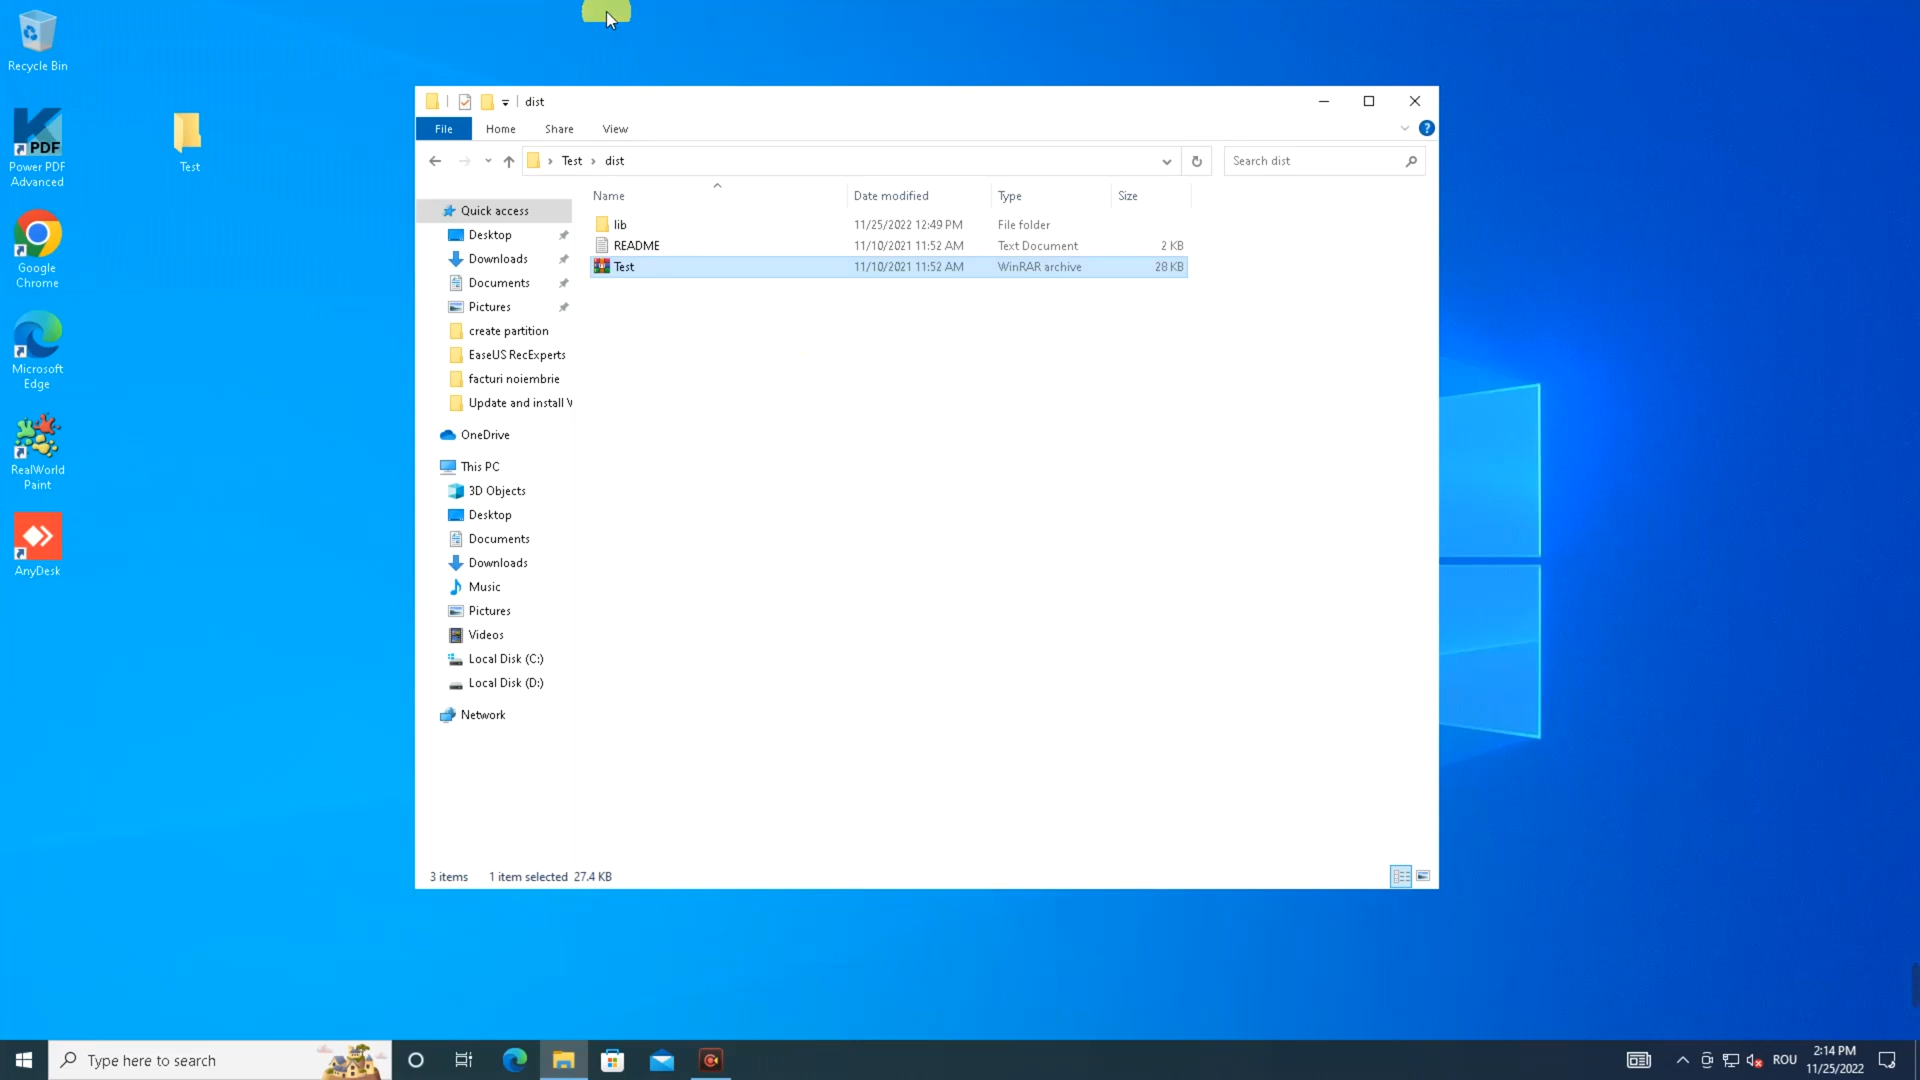 Recycle Bin
Power PDF
Advanced
Test
Google
Chrome
Microsoft
Edge
RealWorld
Paint
AnyDesk
dist
File Home Share View
Test dist
Search dist
Name Date modified Type Size
lib 11/25/2022 12:49 PM File folder
README 11/10/2021 11:52 AM Text Document 2 KB
Test 11/10/2021 11:52 AM WinRAR archive 28 KB
Quick access
Desktop
Downloads
Documents
Pictures
create partition
EaseUS RecExperts
facturi noiembrie
Update and install
OneDrive
This PC
3D Objects
Desktop
Documents
Downloads
Music
Pictures
Videos
Local Disk (C:)
Local Disk (D:)
Network
3 items 1 item selected 27.4 KB
Type here to search
ROU
2:14 PM
11/25/2022